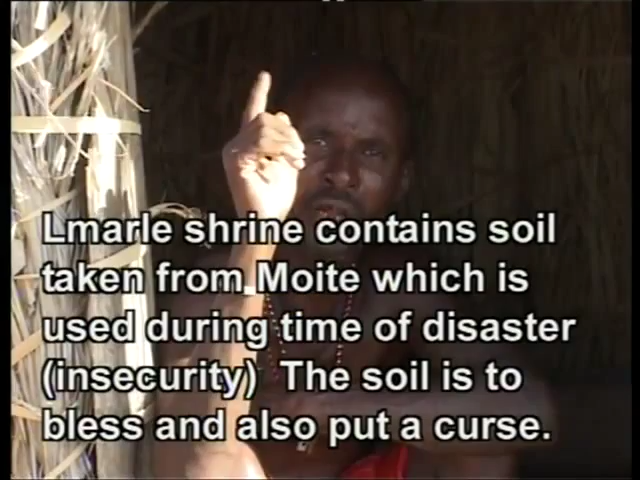 Lmarle shrine contains soil
taken from Moite which is
used during time of disaster
(insecurity)  The soil is to
bless and also put a curse.